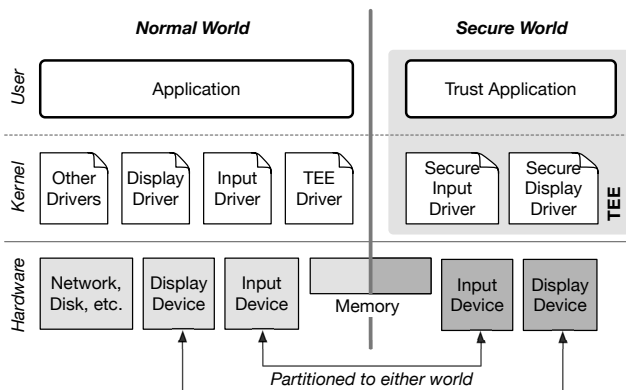 Normal World
Secure World
User
Application
Trust Application
Kernel
Other
Drivers
Display
Driver
Input
Driver
TEE
Driver
Secure
Input
Driver
Secure
Display
Driver
TEE
Hardware
Network,
Disk, etc.
Display
Device
Input
Device
Memory
Input
Device
Display
Device
Partitioned to either world